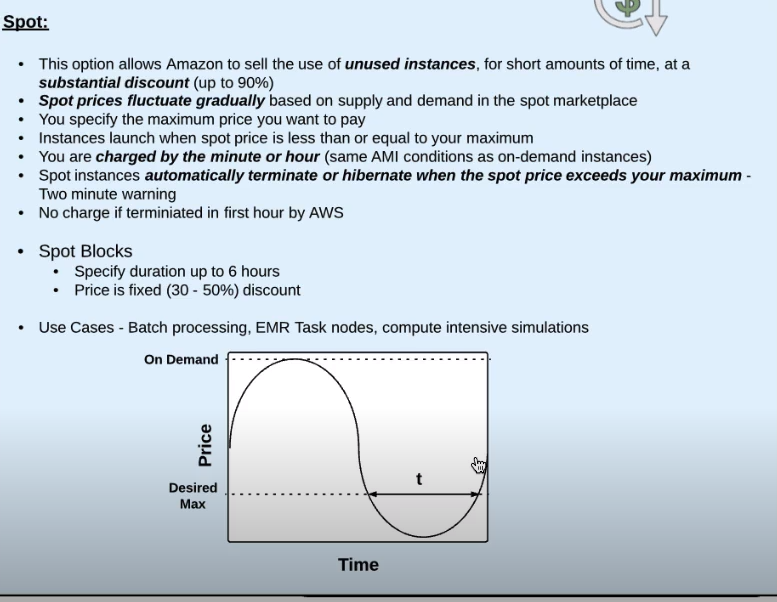 Spot:
• This option allows Amazon to sell the use of unused instances, for short amounts of time, at a
substantial discount (up to 90%)
• Spot prices fluctuate gradually based on supply and demand in the spot marketplace
• You specify the maximum price you want to pay
• Instances launch when spot price is less than or equal to your maximum
• You are charged by the minute or hour (same AMI conditions as on-demand instances)
• Spot instances automatically terminate or hibernate when the spot price exceeds your maximum -
Two minute warning
• No charge if terminiated in first hour by AWS
• Spot Blocks
• Specify duration up to 6 hours
• Price is fixed (30 - 50%) discount
• Use Cases - Batch processing, EMR Task nodes, compute intensive simulations
On Demand
Price
t
Desired
Max
Time
$